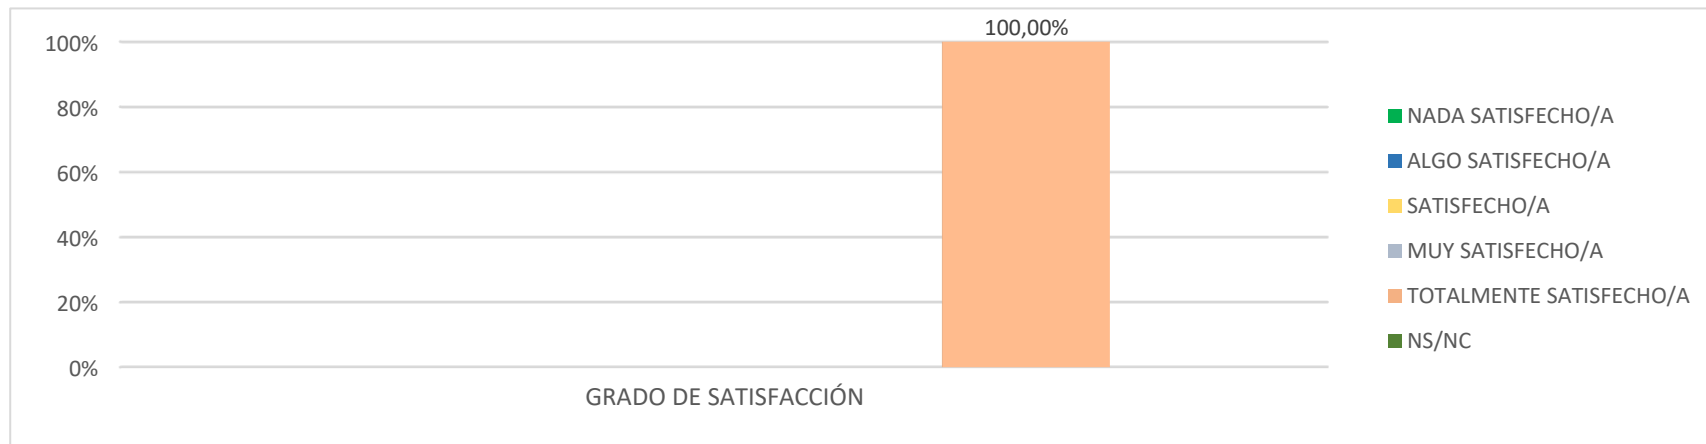 100,00%
100%
80%
60%
40%
20%
0%
GRADO DE SATISFACCIÓN
NADA SATISFECHO/A
ALGO SATISFECHO/A
SATISFECHO/A
MUY SATISFECHO/A
TOTALMENTE SATISFECHO/A
NS/NC